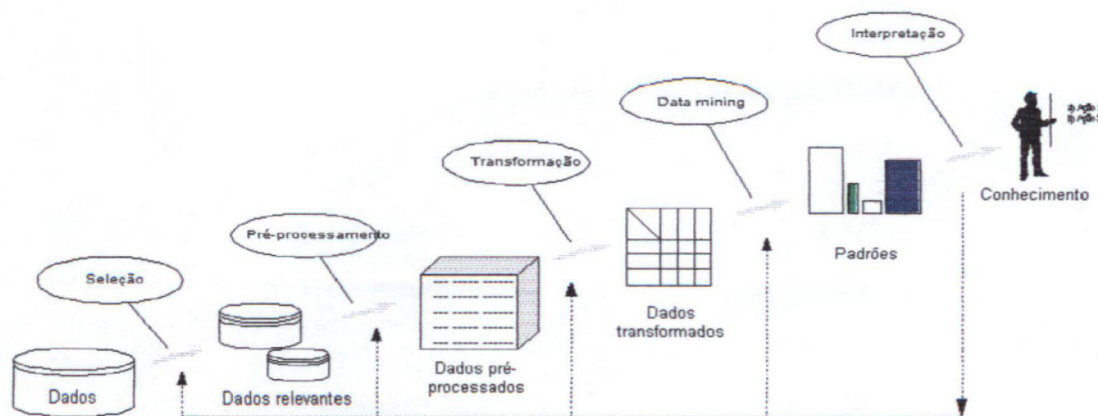 Interpretação
Data mining
Transformação
Pré-processamento
Seleção
Dados
Dados relevantes
Dados pré-
processados
Dados
transformados
Padrões
Conhecimento